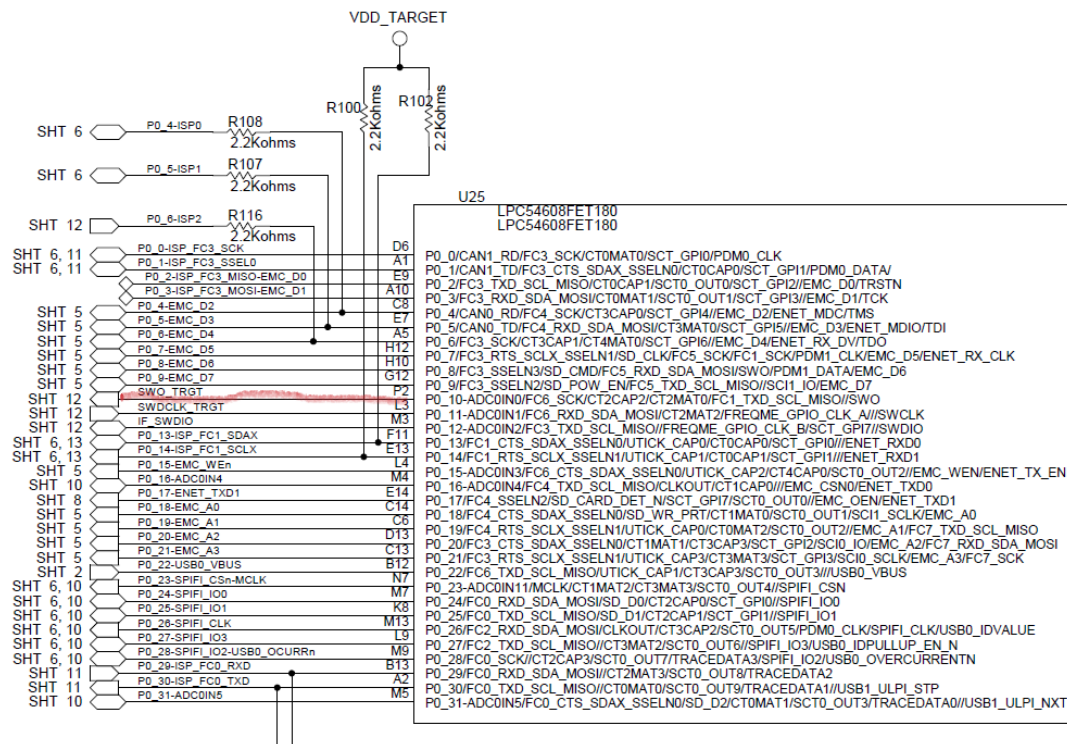 VDD_TARGET
R100
2.2Kohms
R102
2.2Kohms
SHT 6 P0_4-ISP0 R108
2.2Kohms
SHT 6 P0_5-ISP1 R107
2.2Kohms
SHT 12 P0_6-ISP2 R116
2.2Kohms
U25
LPC54608FET180
LPC54608FET180
SHT 6, 11 P0_0-ISP_FC3_SCK D6 P0_0/CAN1_RD/FC3_SCK/CT0MAT0/SCT_GPI0/PDM0_CLK
SHT 6, 11 P0_1-ISP_FC3_SSEL0 A1 P0_1/CAN1_TD/FC3_CTS_SDAX_SSELN0/CT0CAP0/SCT_GPI1/PDM0_DATA/
P0_2-ISP_FC3_MISO-EMC_D0 E9 P0_2/FC3_TXD_SCL_MISO/CT0CAP1/SCT0_OUT0/SCT_GPI2//EMC_D0/TRSTN
P0_3-ISP_FC3_MOSI-EMC_D1 A10 P0_3/FC3_RXD_SDA_MOSI/CT0MAT1/SCT0_OUT1/SCT_GPI3//EMC_D1/TCK
SHT 5 P0_4-EMC_D2 C8 P0_4/CAN0_RD/FC4_SCK/CT3CAP0/SCT_GPI4//EMC_D2/ENET_MDC/TMS
SHT 5 P0_5-EMC_D3 E7 P0_5/CAN0_TD/FC4_RXD_SDA_MOSI/CT3MAT0/SCT_GPI5//EMC_D3/ENET_MDIO/TDI
SHT 5 P0_6-EMC_D4 A5 P0_6/FC3_SCK/CT3CAP1/CT4MAT0/SCT_GPI6//EMC_D4/ENET_RX_DV/TDO
SHT 5 P0_7-EMC_D5 H12 P0_7/FC3_RTS_SCLX_SSELN1/SD_CLK/FC5_SCK/FC1_SCK/PDM1_CLK/EMC_D5/ENET_RX_CLK
SHT 5 P0_8-EMC_D6 H10 P0_8/FC3_SSELN3/SD_CMD/FC5_RXD_SDA_MOSI/SWO/PDM1_DATA/EMC_D6
SHT 5 P0_9-EMC_D7 G12 P0_9/FC3_SSELN2/SD_POW_EN/FC5_TXD_SCL_MISO//SCI1_IO/EMC_D7
SHT 12 SWO_TRGT P2 P0_10-ADC0IN0/FC6_SCK/CT2CAP2/CT2MAT0/FC1_TXD_SCL_MISO//SWO
SHT 12 SWDCLK_TRGT L3 P0_11-ADC0IN1/FC6_RXD_SDA_MOSI/CT2MAT2/FREQME_GPIO_CLK_A///SWCLK
SHT 12 IF_SWDIO M3 P0_12-ADC0IN2/FC3_TXD_SCL_MISO//FREQME_GPIO_CLK_B/SCT_GPI7//SWDIO
SHT 6, 13 P0_13-ISP_FC1_SDAX F11 P0_13/FC1_CTS_SDAX_SSELN0/UTICK_CAP0/CT0CAP0/SCT_GPI0///ENET_RXD0
SHT 6, 13 P0_14-ISP_FC1_SCLX E13 P0_14/FC1_RTS_SCLX_SSELN1/UTICK_CAP1/CT0CAP1/SCT_GPI1///ENET_RXD1
SHT 5 P0_15-EMC_WEn L4 P0_15-ADC0IN3/FC6_CTS_SDAX_SSELN0/UTICK_CAP2/CT4CAP0/SCT0_OUT2//EMC_WEN/ENET_TX_EN
SHT 10 P0_16-ADC0IN4 M4 P0_16-ADC0IN4/FC4_TXD_SCL_MISO/CLKOUT/CT1CAP0///EMC_CSN0/ENET_TXD0
SHT 8 P0_17-ENET_TXD1 E14 P0_17/FC4_SSELN2/SD_CARD_DET_N/SCT_GPI7/SCT0_OUT0//EMC_OEN/ENET_TXD1
SHT 5 P0_18-EMC_A0 C14 P0_18/FC4_CTS_SDAX_SSELN0/SD_WR_PRT/CT1MAT0/SCT0_OUT1/SCI1_SCLK/EMC_A0
SHT 5 P0_19-EMC_A1 C6 P0_19/FC4_RTS_SCLX_SSELN1/UTICK_CAP0/CT0MAT2/SCT0_OUT2//EMC_A1/FC7_TXD_SCL_MISO
SHT 5 P0_20-EMC_A2 D13 P0_20/FC3_CTS_SDAX_SSELN0/CT1MAT1/CT3CAP3/SCT_GPI2/SCI0_IO/EMC_A2/FC7_RXD_SDA_MOSI
SHT 5 P0_21-EMC_A3 C13 P0_21/FC3_RTS_SCLX_SSELN1/UTICK_CAP3/CT3MAT3/SCT_GPI3/SCI0_SCLK/EMC_A3/FC7_SCK
SHT 2 P0_22-USB0_VBUS B12 P0_22/FC6_TXD_SCL_MISO/UTICK_CAP1/CT3CAP3/SCT0_OUT3///USB0_VBUS
SHT 6, 10 P0_23-SPIFI_CSn-MCLK N7 P0_23-ADC0IN11/MCLK/CT1MAT2/CT3MAT3/SCT0_OUT4//SPIFI_CSN
SHT 6, 10 P0_24-SPIFI_IO0 M7 P0_24/FC0_RXD_SDA_MOSI/SD_D0/CT2CAP0/SCT_GPI0//SPIFI_IO0
SHT 6, 10 P0_25-SPIFI_IO1 K8 P0_25/FC0_TXD_SCL_MISO/SD_D1/CT2CAP1/SCT_GPI1//SPIFI_IO1
SHT 6, 10 P0_26-SPIFI_CLK M13 P0_26/FC2_RXD_SDA_MOSI/CLKOUT/CT3CAP2/SCT0_OUT5/PDM0_CLK/SPIFI_CLK/USB0_IDVALUE
SHT 6, 10 P0_27-SPIFI_IO3 L9 P0_27/FC2_TXD_SCL_MISO//CT3MAT2/SCT0_OUT6//SPIFI_IO3/USB0_IDPULLUP_EN_N
SHT 6, 10 P0_28-SPIFI_IO2-USB0_OCURRn M9 P0_28/FC0_SCK//CT2CAP3/SCT0_OUT7/TRACEDATA3/SPIFI_IO2/USB0_OVERCURRENTN
SHT 11 P0_29-ISP_FC0_RXD B13 P0_29/FC0_RXD_SDA_MOSI//CT2MAT3/SCT0_OUT8/TRACEDATA2
SHT 11 P0_30-ISP_FC0_TXD A2 P0_30/FC0_TXD_SCL_MISO//CT0MAT0/SCT0_OUT9/TRACEDATA1//USB1_ULPI_STP
SHT 10 P0_31-ADC0IN5 M5 P0_31-ADC0IN5/FC0_CTS_SDAX_SSELN0/SD_D2/CT0MAT1/SCT0_OUT3/TRACEDATA0//USB1_ULPI_NXT